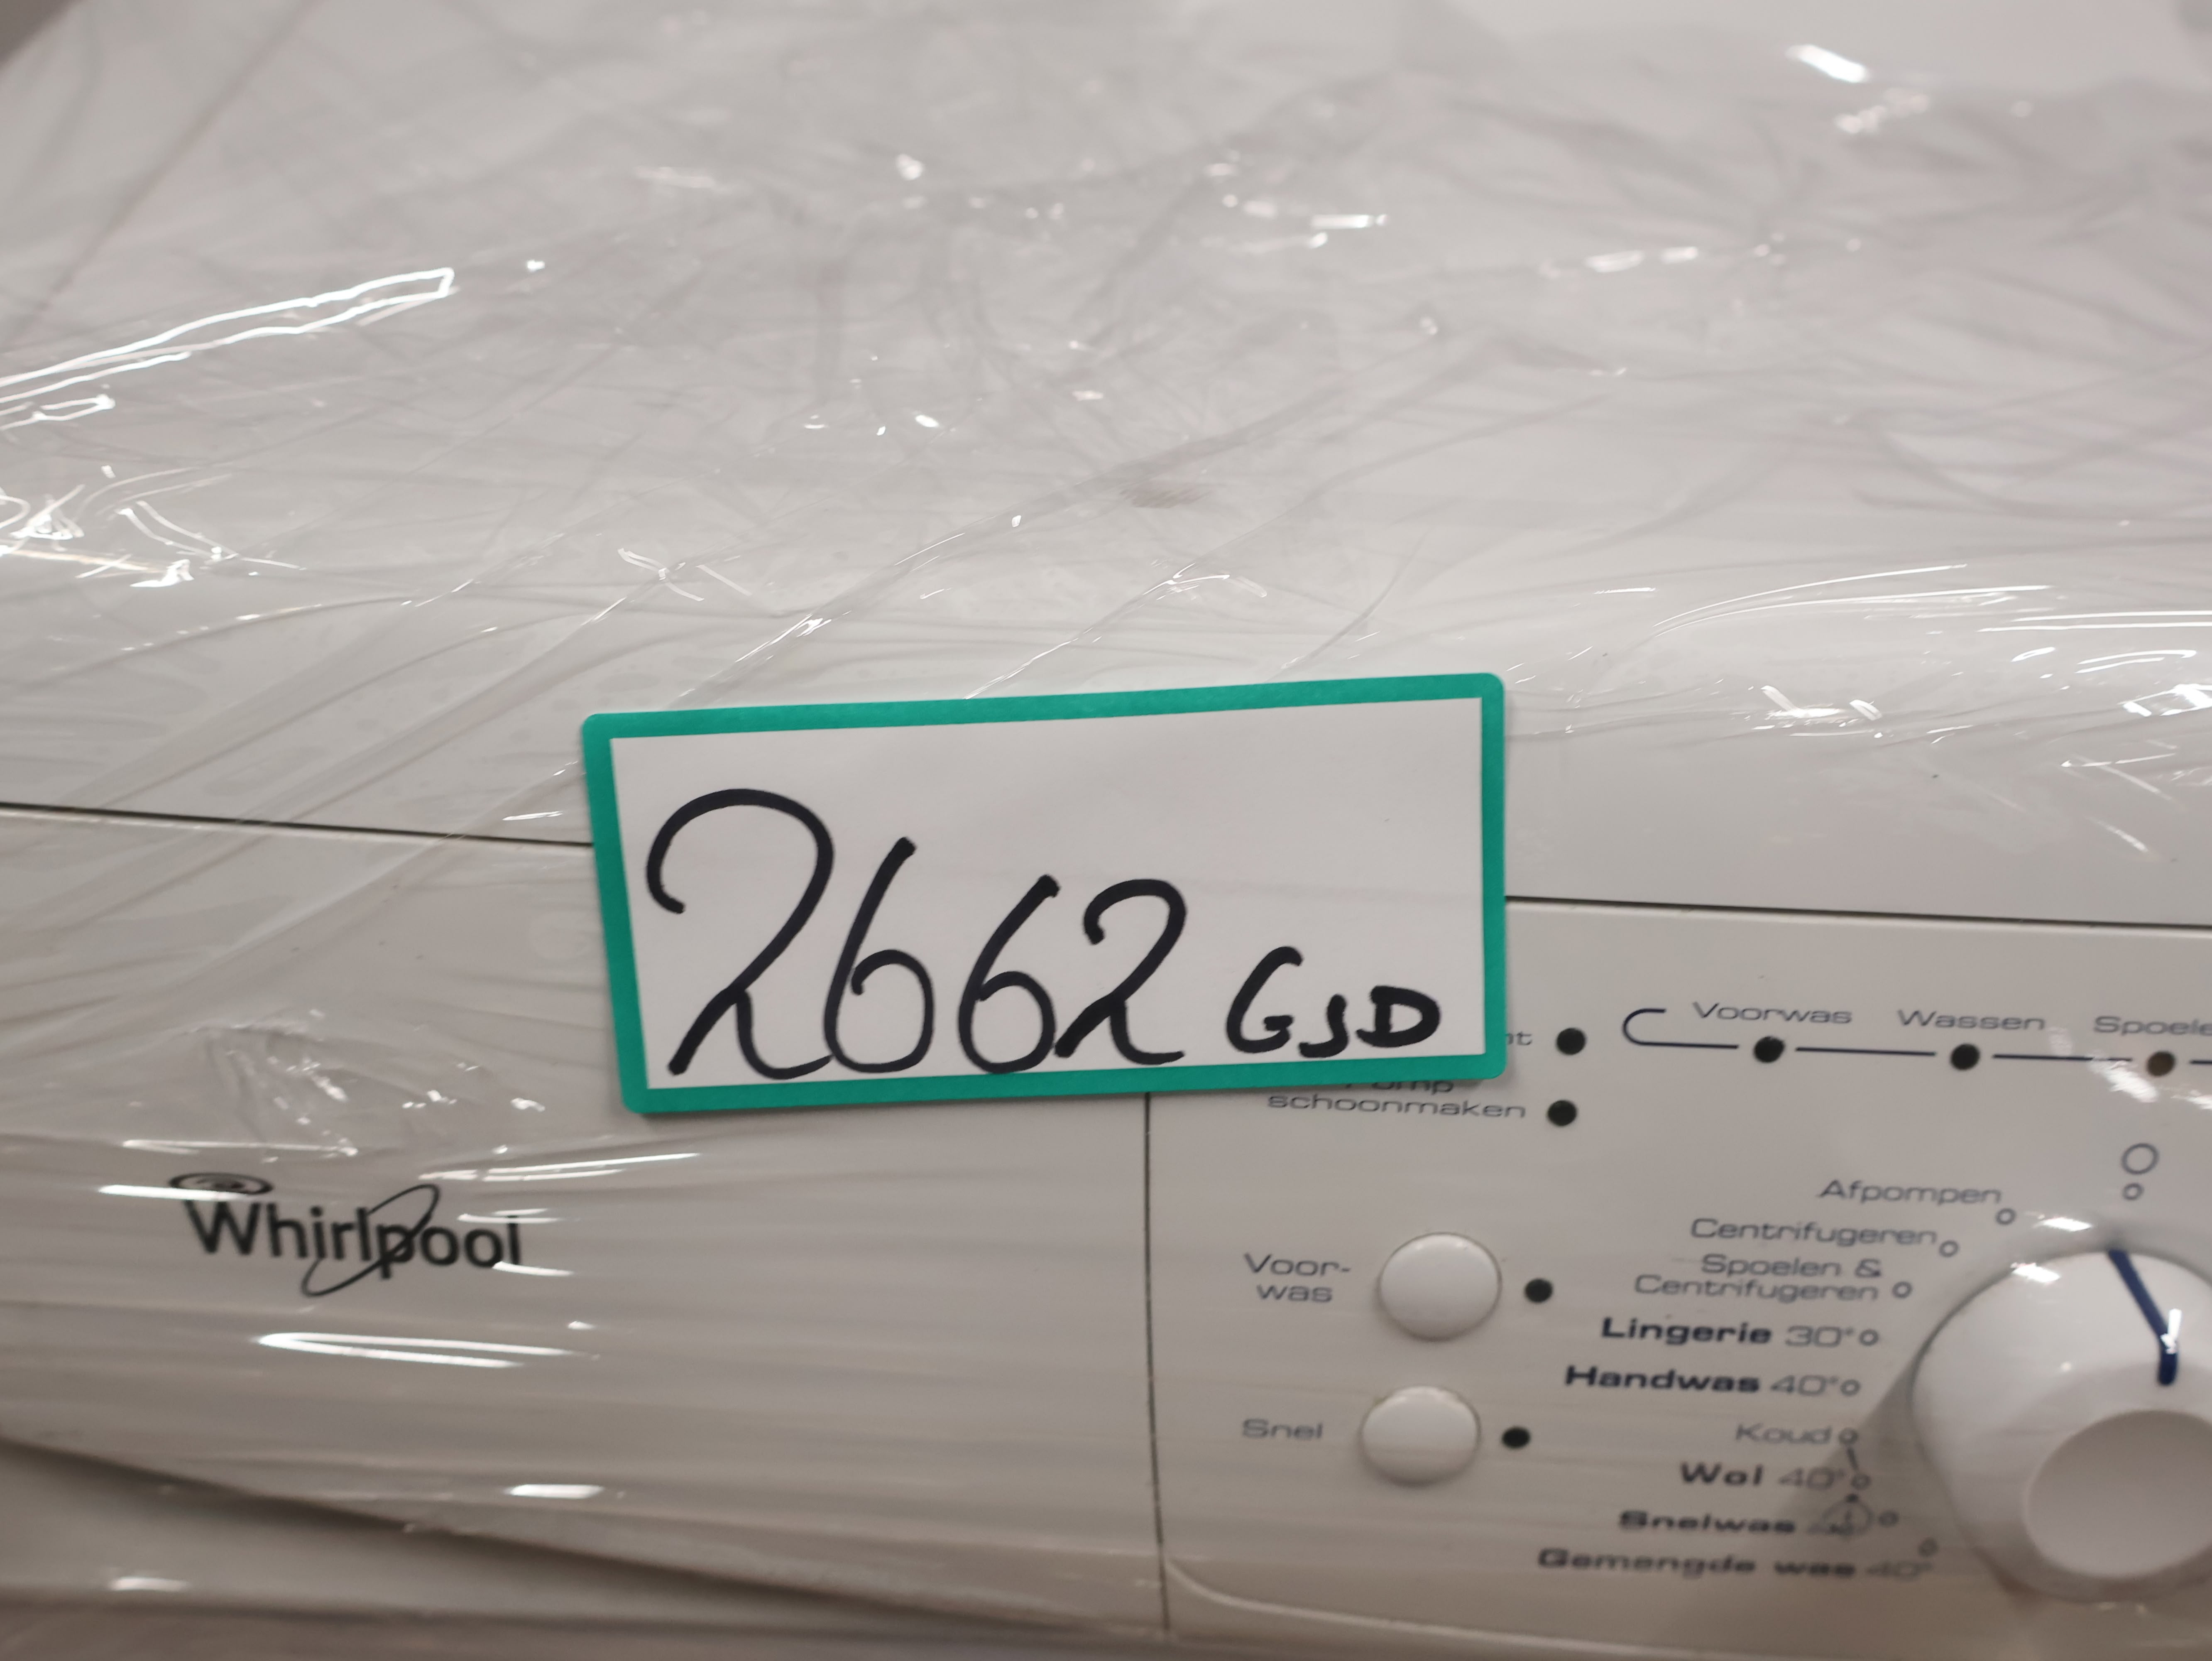 2662 GJD
Voorwas Wassen
schoonmaken
Whirlpool
Afpompen
Centrifugeren
Spoelen &
Centrifugeren
Voor-
was
Lingerie 30°
Handwas 40°
Snel
Koud
Wol 40°
Snelwas
Gemengde was 40°